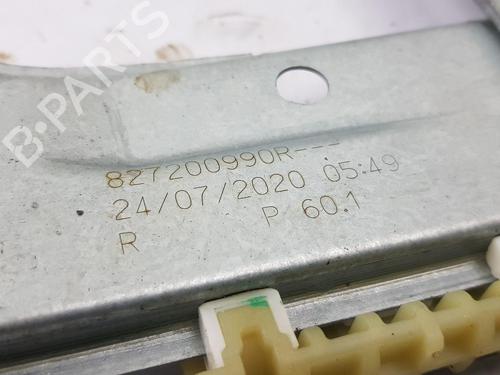 B-PARTS
827200990R---
24/07/2020 05:49
R P 60.1